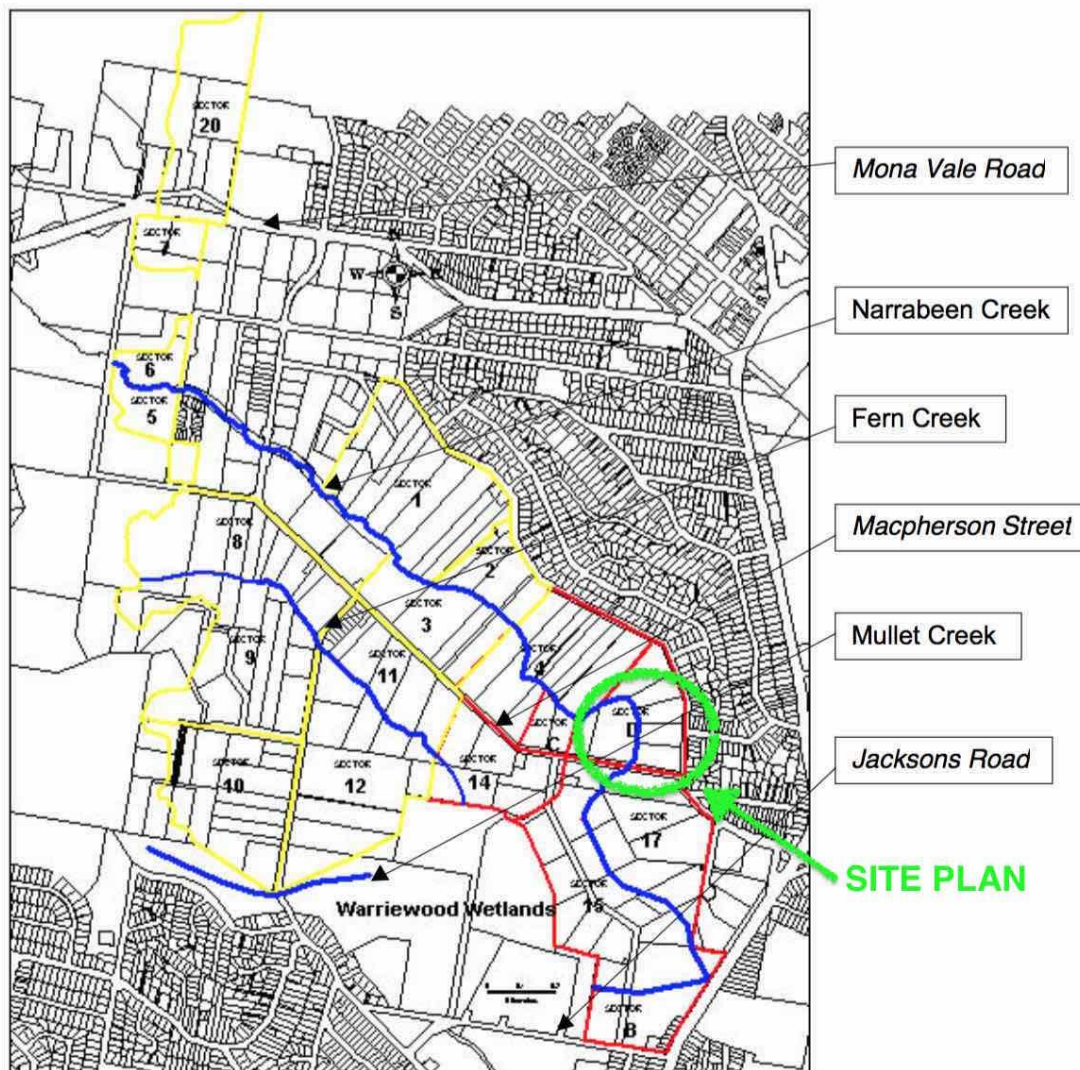 SECTOR
20
Mona Vale Road
SECTOR
7
N
W
E
S
Narrabeen Creek
SECTOR
6
SECTOR
5
Fern Creek
SECTOR
1
SECTOR
8
SECTOR
2
Macpherson Street
SECTOR
3
SECTOR
9
SECTOR
11
SECTOR
4
Mullet Creek
SECTOR
C
SECTOR
D
SECTOR
10
SECTOR
12
SECTOR
14
Jacksons Road
SECTOR
17
SITE PLAN
SECTOR
Warriewood Wetlands
SECTOR
B